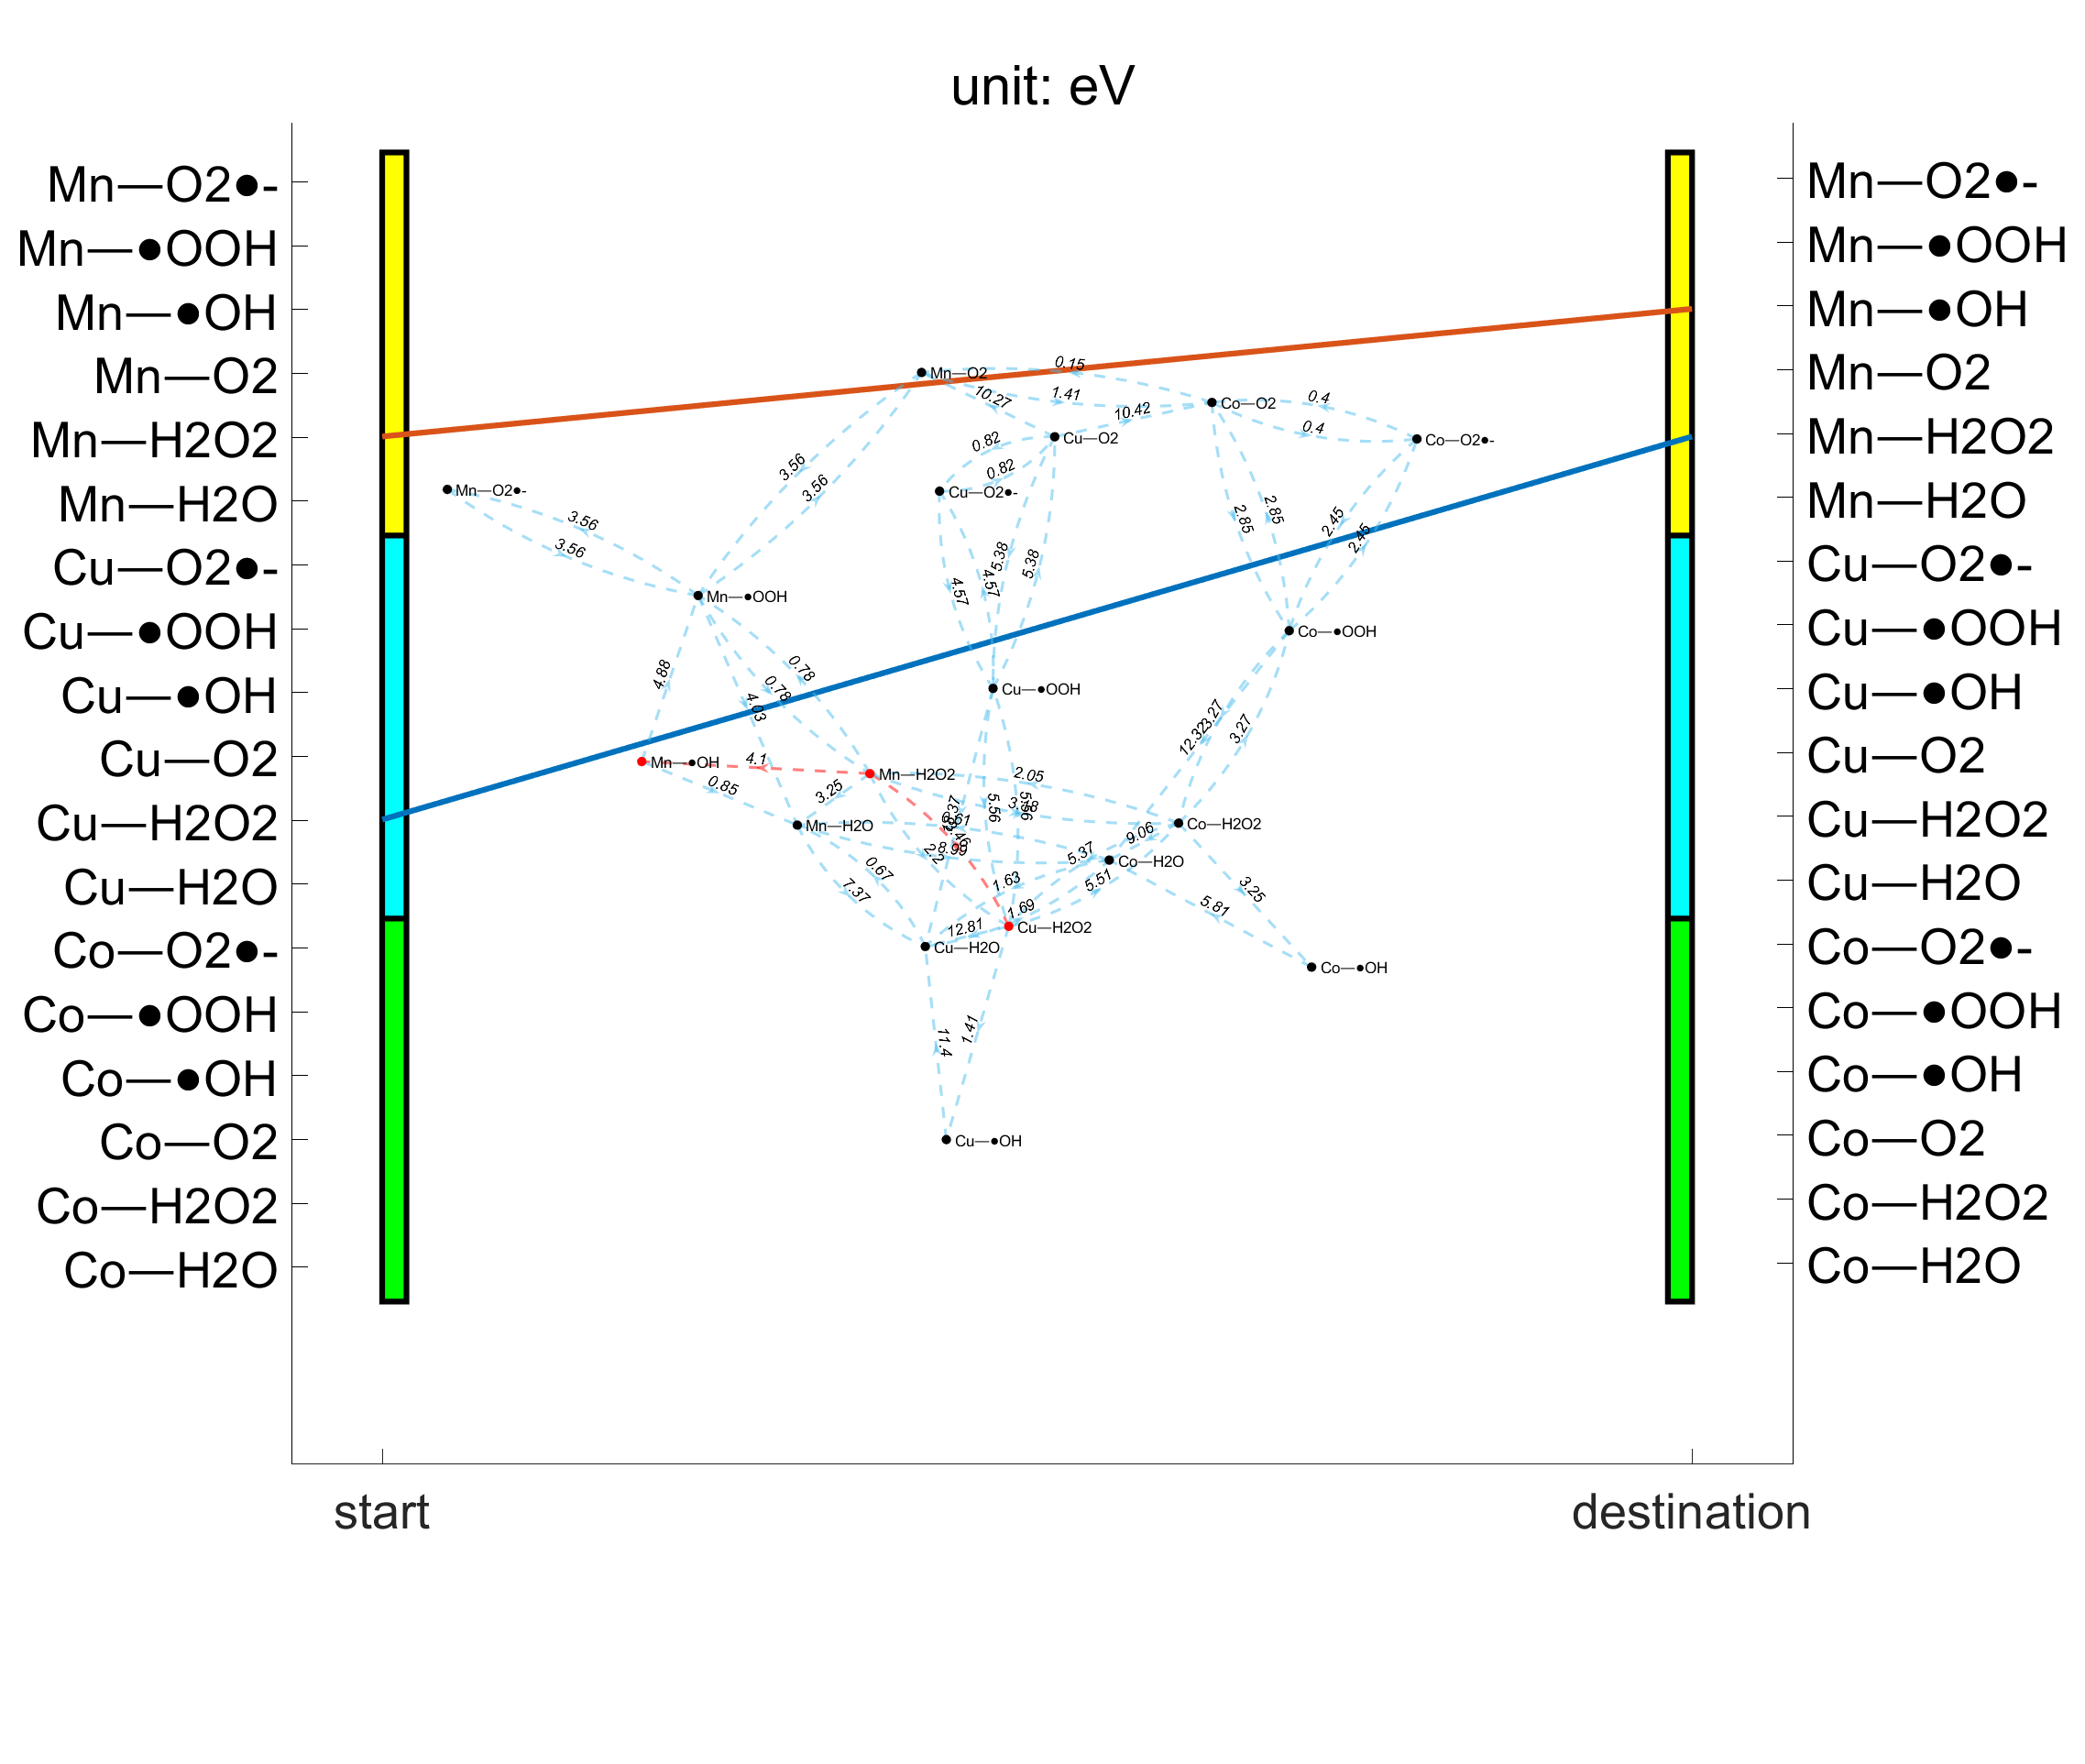 unit: eV
Mn—O2●-
Mn—●OOH
Mn—●OH
Mn—O2
Mn—H2O2
Mn—H2O
Cu—O2●-
Cu—●OOH
Cu—●OH
Cu—O2
Cu—H2O2
Cu—H2O
Co—O2●-
Co—●OOH
Co—●OH
Co—O2
Co—H2O2
Co—H2O
Mn—O2●-
Mn—●OOH
Mn—●OH
Mn—O2
Mn—H2O2
Mn—H2O
Cu—O2●-
Cu—●OOH
Cu—●OH
Cu—O2
Cu—H2O2
Cu—H2O
Co—O2●-
Co—●OOH
Co—●OH
Co—O2
Co—H2O2
Co—H2O
0.15
Mn—O2
10.27
1.41
10.42
Co—O2
0.4
0.4
Co—O2●-
0.82
Cu—O2
0.82
3.56
3.56
Mn—O2●-
Cu—O2●-
3.56
3.56
2.85
2.85
2.45
2.45
5.38
5.38
4.57
4.57
Mn—●OOH
Co—●OOH
4.88
0.78
0.78
4.03
Cu—●OOH
12.32
3.27
3.27
Mn—●OH
4.1
Mn—H2O2
2.05
0.85
3.25
5.56
Mn—H2O
6.61
Co—H2O2
9.06
2.2
8.99
5.37
Co—H2O
0.67
7.37
1.63
5.51
3.25
1.69
5.81
12.81
Cu—H2O2
Cu—H2O
Co—●OH
11.4
1.41
Cu—●OH
start
destination